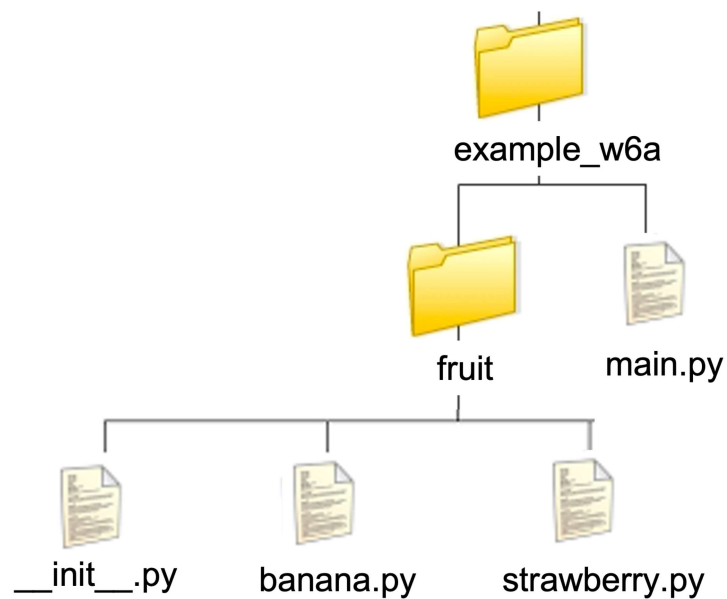 example_w6a
fruit
main.py
__init__.py
banana.py
strawberry.py